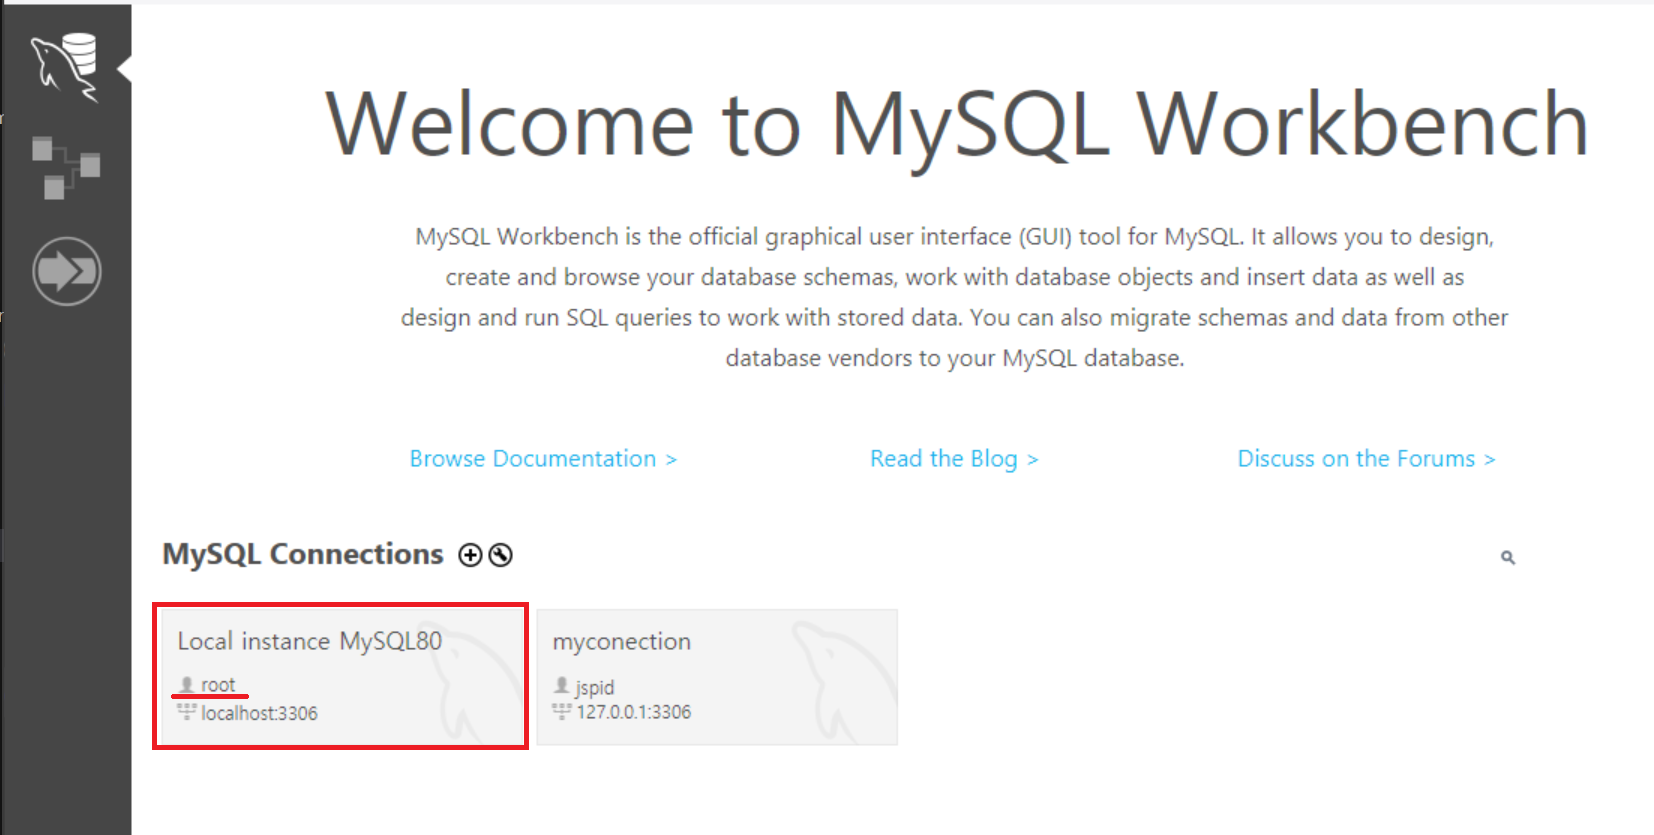 Welcome to MySQL Workbench
MySQL Workbench is the official graphical user interface (GUI) tool for MySQL. It allows you to design,
create and browse your database schemas, work with database objects and insert data as well as
design and run SQL queries to work with stored data. You can also migrate schemas and data from other
database vendors to your MySQL database.
Browse Documentation >
Read the Blog >
Discuss on the Forums >
MySQL Connections
Local instance MySQL80
root
localhost:3306
myconection
jspid
127.0.0.1:3306